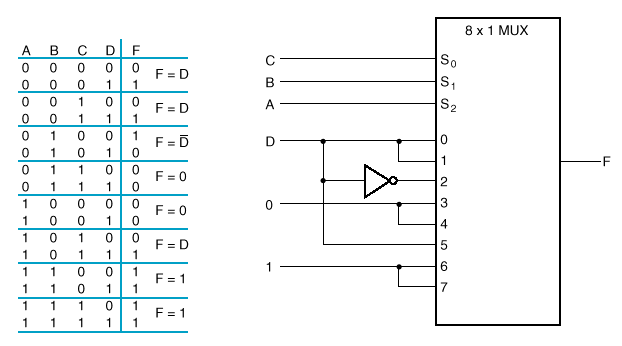 A B C D F
0 0 0 0 0
0 0 0 1 1
F = D
0 0 1 0 0
0 0 1 1 1
F = D
0 1 0 0 1
0 1 0 1 0
F = D̅
0 1 1 0 0
0 1 1 1 0
F = 0
1 0 0 0 0
1 0 0 1 0
F = 0
1 0 1 0 0
1 0 1 1 1
F = D
1 1 0 0 1
1 1 0 1 1
F = 1
1 1 1 0 1
1 1 1 1 1
F = 1
8 x 1 MUX
C S0
B S1
A S2
D 0
1
2
0 3
4
5
1 6
7
F